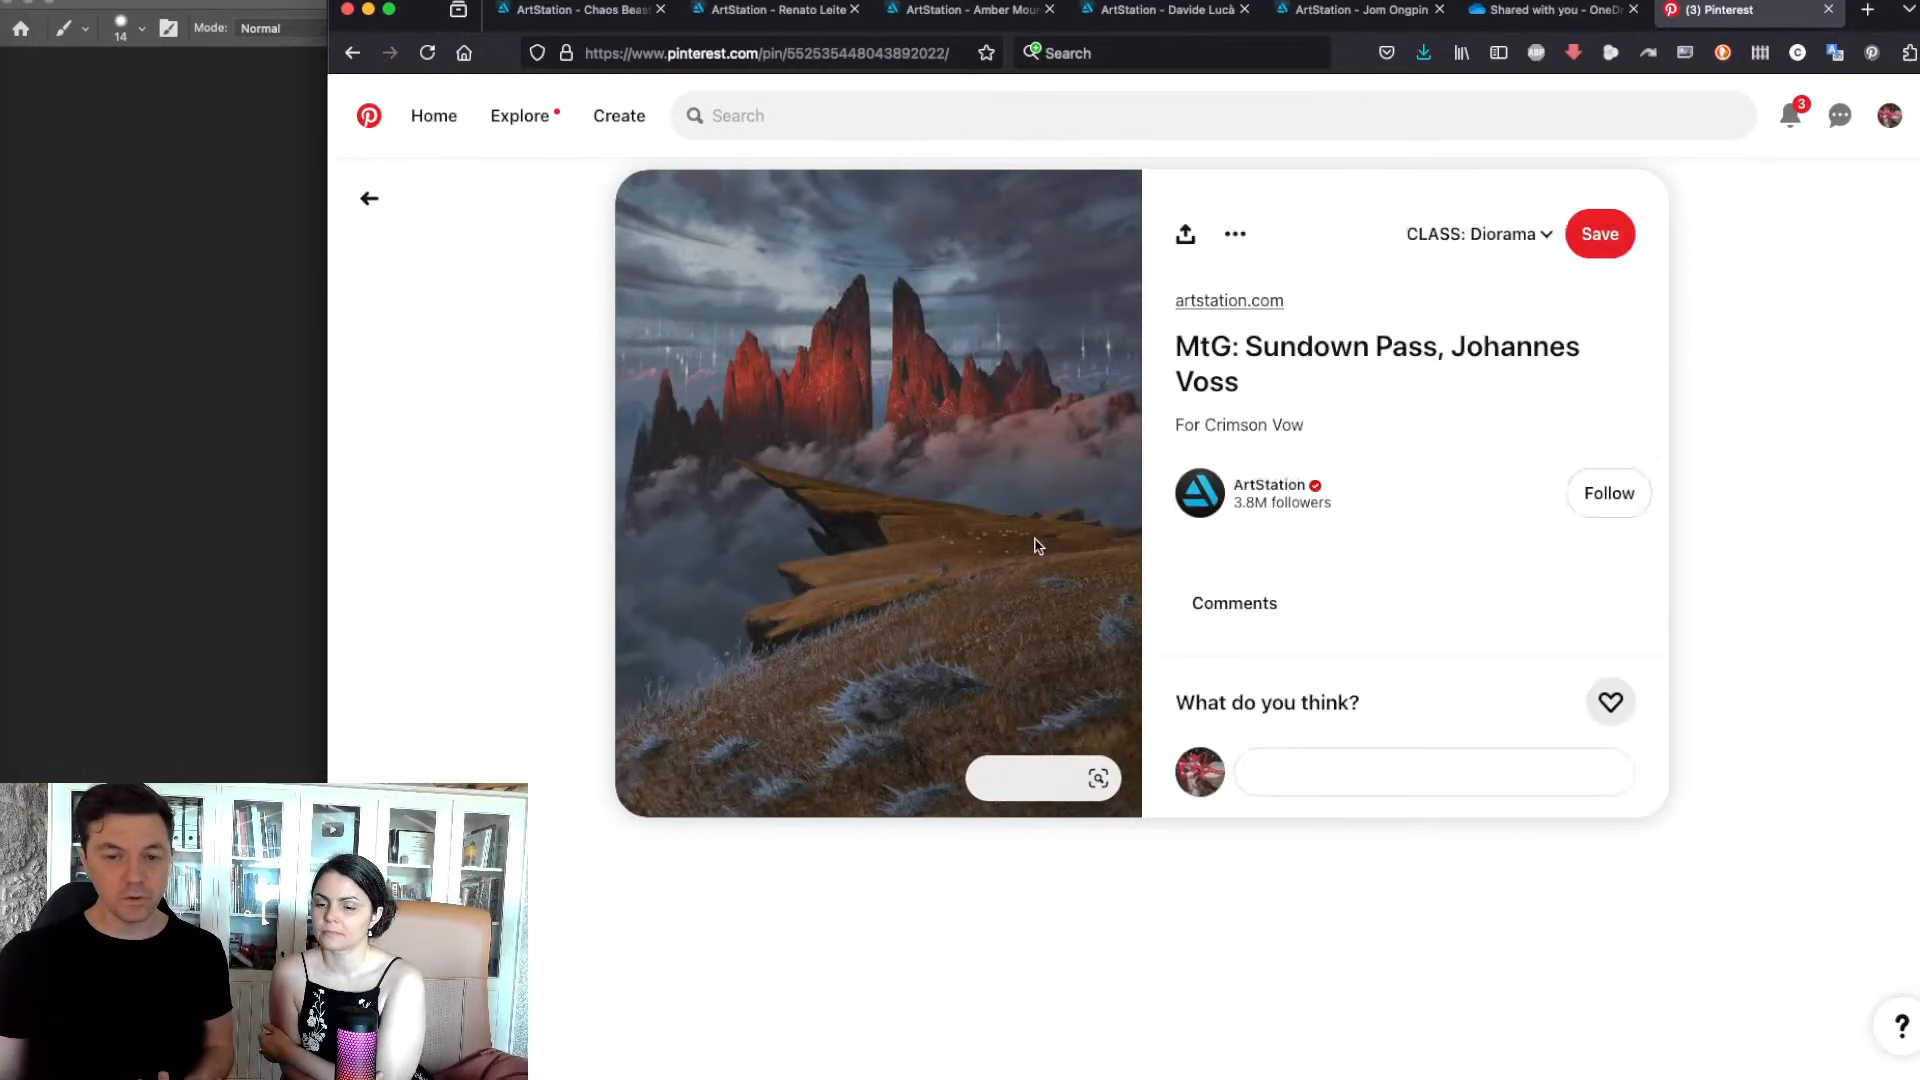 ArtStation - Chaos Beas
ArtStation - Renato Leite
ArtStation - Amber Mou
ArtStation - Davide Lucà
ArtStation - Jom Ongpin
Shared with you - OneD
(3) Pinterest
14
Mode: Normal
https://www.pinterest.com/pin/552535448043892022/
Search
ABP
Home
Explore
Create
Search
3
CLASS: Diorama
Save
artstation.com
MtG: Sundown Pass, Johannes
Voss
For Crimson Vow
ArtStation
3.8M followers
Follow
Comments
What do you think?
?